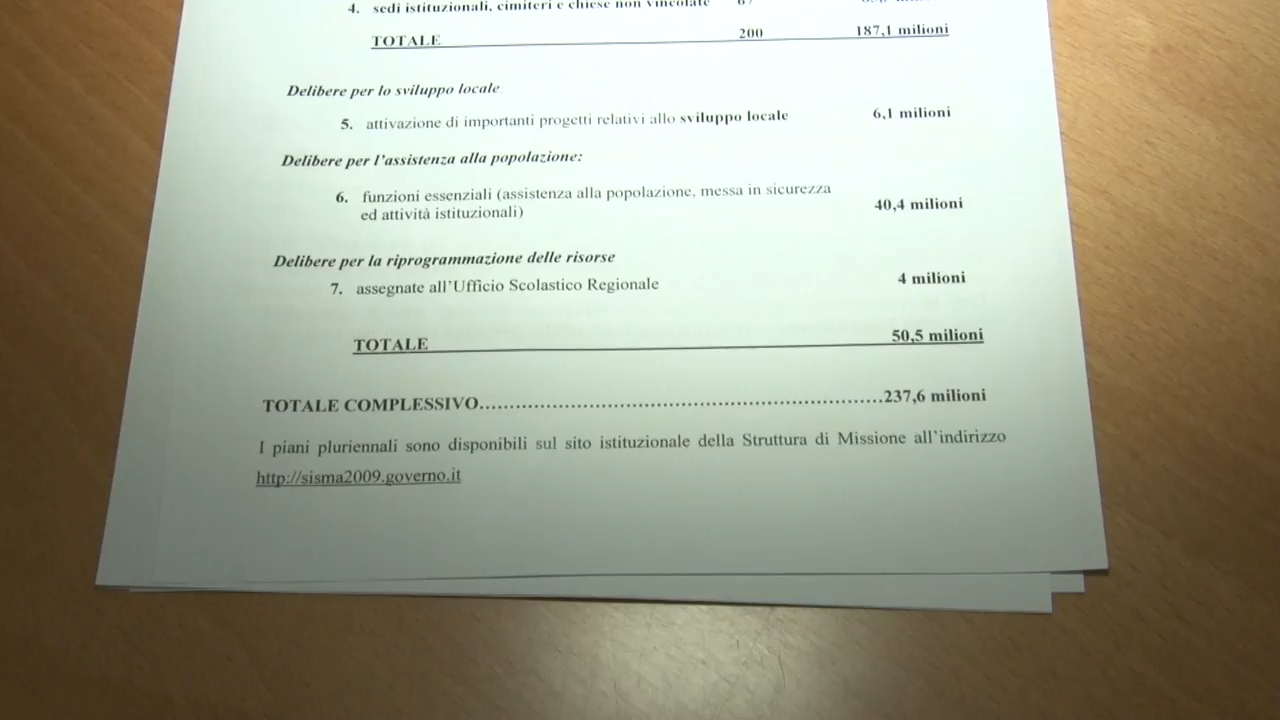 4. sedi istituzionali, cimiteri e chiese non vincolate
TOTALE 200 187,1 milioni
Delibere per lo sviluppo locale
5. attivazione di importanti progetti relativi allo sviluppo locale 6,1 milioni
Delibere per l'assistenza alla popolazione:
6. funzioni essenziali (assistenza alla popolazione, messa in sicurezza
ed attività istituzionali) 40,4 milioni
Delibere per la riprogrammazione delle risorse
7. assegnate all'Ufficio Scolastico Regionale 4 milioni
TOTALE 50,5 milioni
TOTALE COMPLESSIVO....................................................................237,6 milioni
I piani pluriennali sono disponibili sul sito istituzionale della Struttura di Missione all'indirizzo
http://sisma2009.governo.it